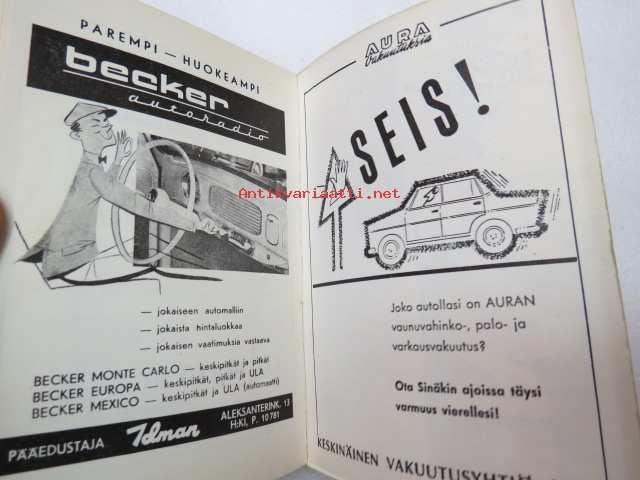 PAREMPI — HUOKEAMPI
becker
autoradio
— jokaiseen automalliin
— jokaista hintaluokkaa
— jokaisen vaatimuksia vastaava
BECKER MONTE CARLO — keskipitkät ja pitkät
BECKER EUROPA — keskipitkät, pitkät ja ULA
BECKER MEXICO — keskipitkät ja ULA (automaatti)
PÄÄEDUSTAJA Idman ALEKSANTERINK. 13
H:KI, P. 10 781
AURA
Vakuutuksia
SEIS!
Antikvariaatti.net
Joko autollasi on AURAN
vaunuvahinko-, palo- ja
varkausvakuutus?
Ota Sinäkin ajoissa täysi
varmuus vierellesi!
KESKINÄINEN VAKUUTUSYHTIÖ